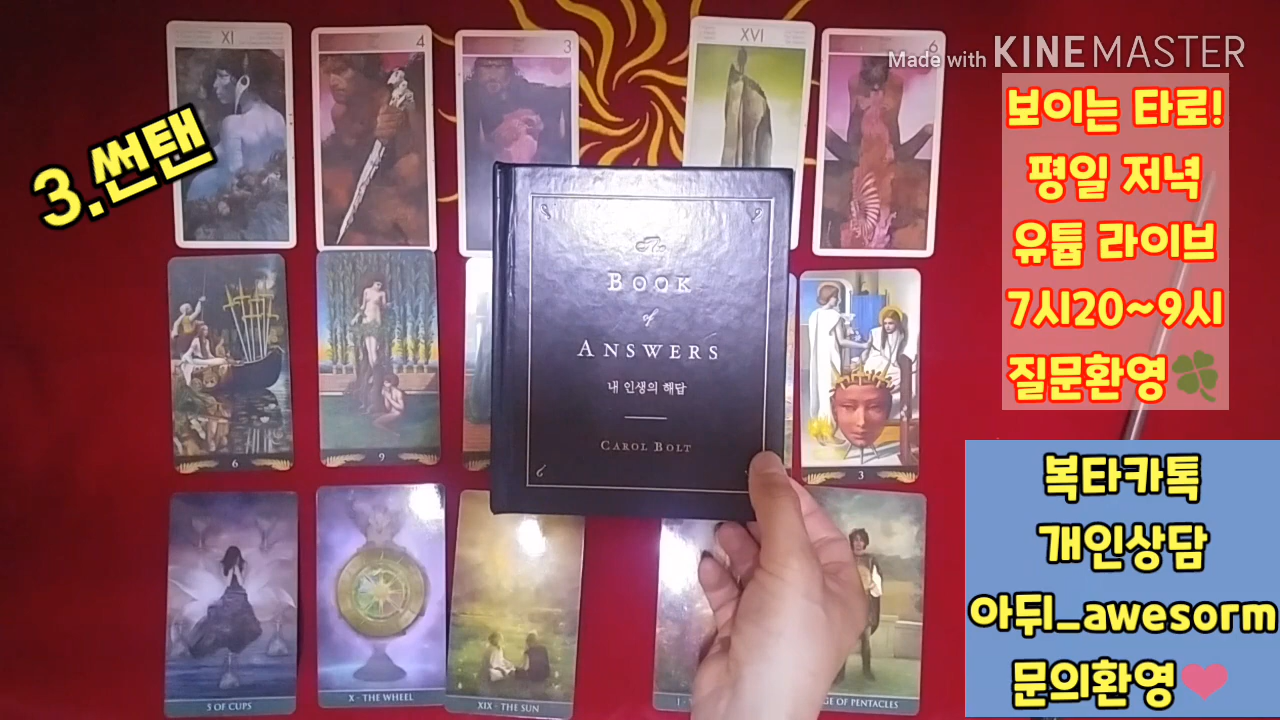 XI
4
3
XVI
6
Made with KINEMASTER
3.썬탠
보이는 타로!
평일 저녁
유튭 라이브
7시20~9시
질문환영
BOOK
of
ANSWERS
내 인생의 해답
CAROL BOLT
6
9
3
복타카톡
개인상담
아뒤_awesorm
문의환영
5 OF CUPS
X - THE WHEEL
XIX - THE SUN
OF PENTACLES